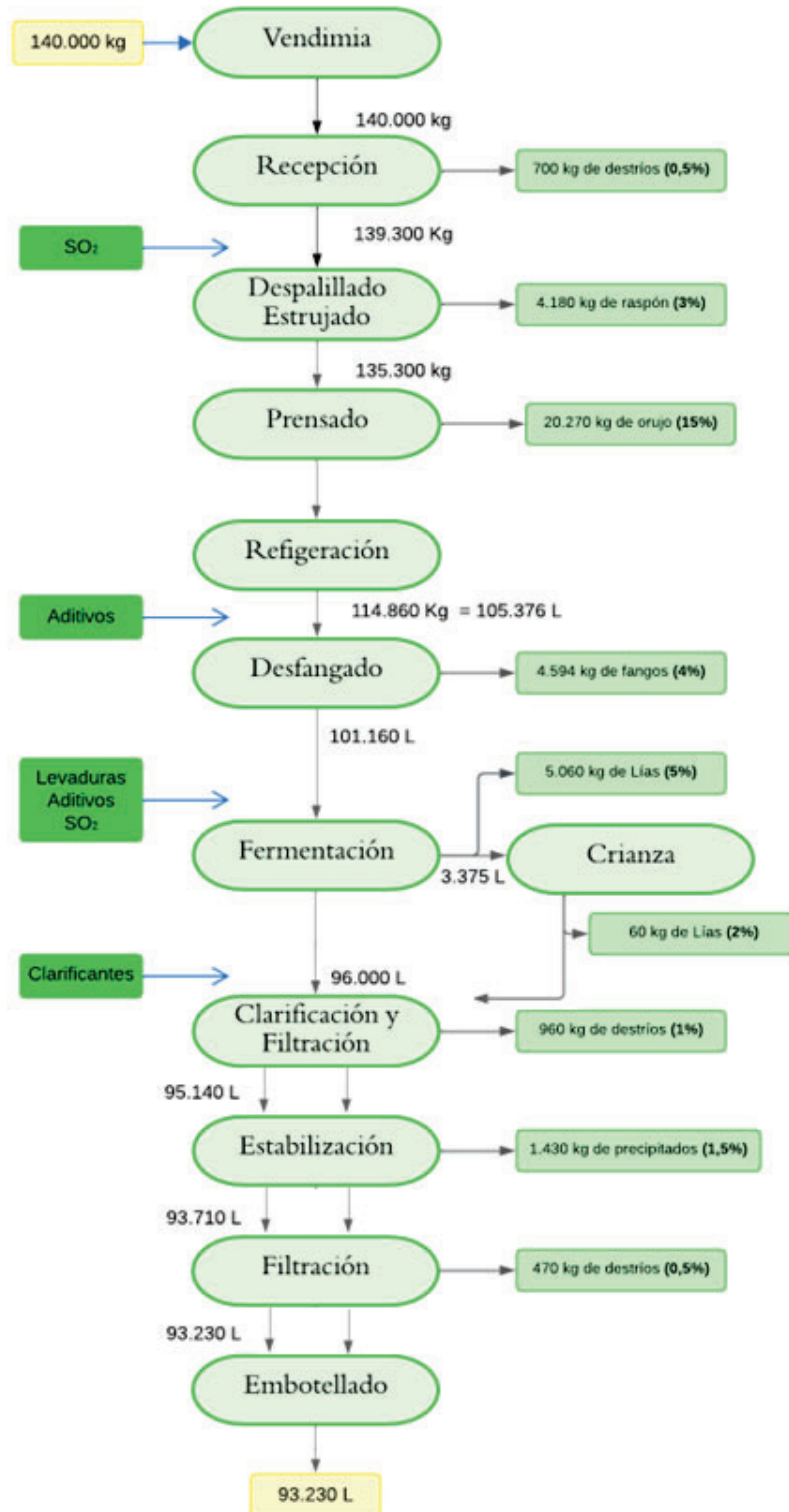 140.000 kg
Vendimia
140.000 kg
Recepción
700 kg de destríos (0,5%)
SO₂
139.300 Kg
Despalillado
Estrujado
4.180 kg de raspón (3%)
135.300 kg
Prensado
20.270 kg de orujo (15%)
Refigeración
Aditivos
114.860 Kg = 105.376 L
Desfangado
4.594 kg de fangos (4%)
101.160 L
Levaduras
Aditivos
SO₂
5.060 kg de Lías (5%)
Fermentación
3.375 L
Crianza
60 kg de Lías (2%)
Clarificantes
96.000 L
Clarificación y
Filtración
960 kg de destríos (1%)
95.140 L
Estabilización
1.430 kg de precipitados (1,5%)
93.710 L
Filtración
470 kg de destríos (0,5%)
93.230 L
Embotellado
93.230 L